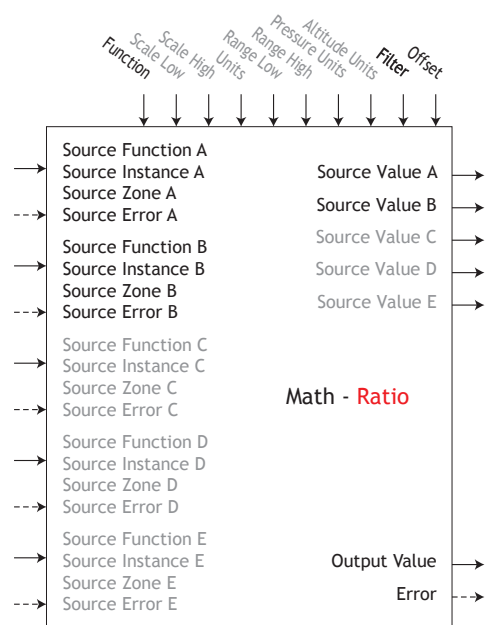 Function
Scale Low
Scale High
Units
Range Low
Range High
Pressure Units
Altitude Units
Filter
Offset
Source Function A
Source Instance A
Source Zone A
Source Error A
Source Function B
Source Instance B
Source Zone B
Source Error B
Source Function C
Source Instance C
Source Zone C
Source Error C
Source Function D
Source Instance D
Source Zone D
Source Error D
Source Function E
Source Instance E
Source Zone E
Source Error E
Source Value A
Source Value B
Source Value C
Source Value D
Source Value E
Math - Ratio
Output Value
Error